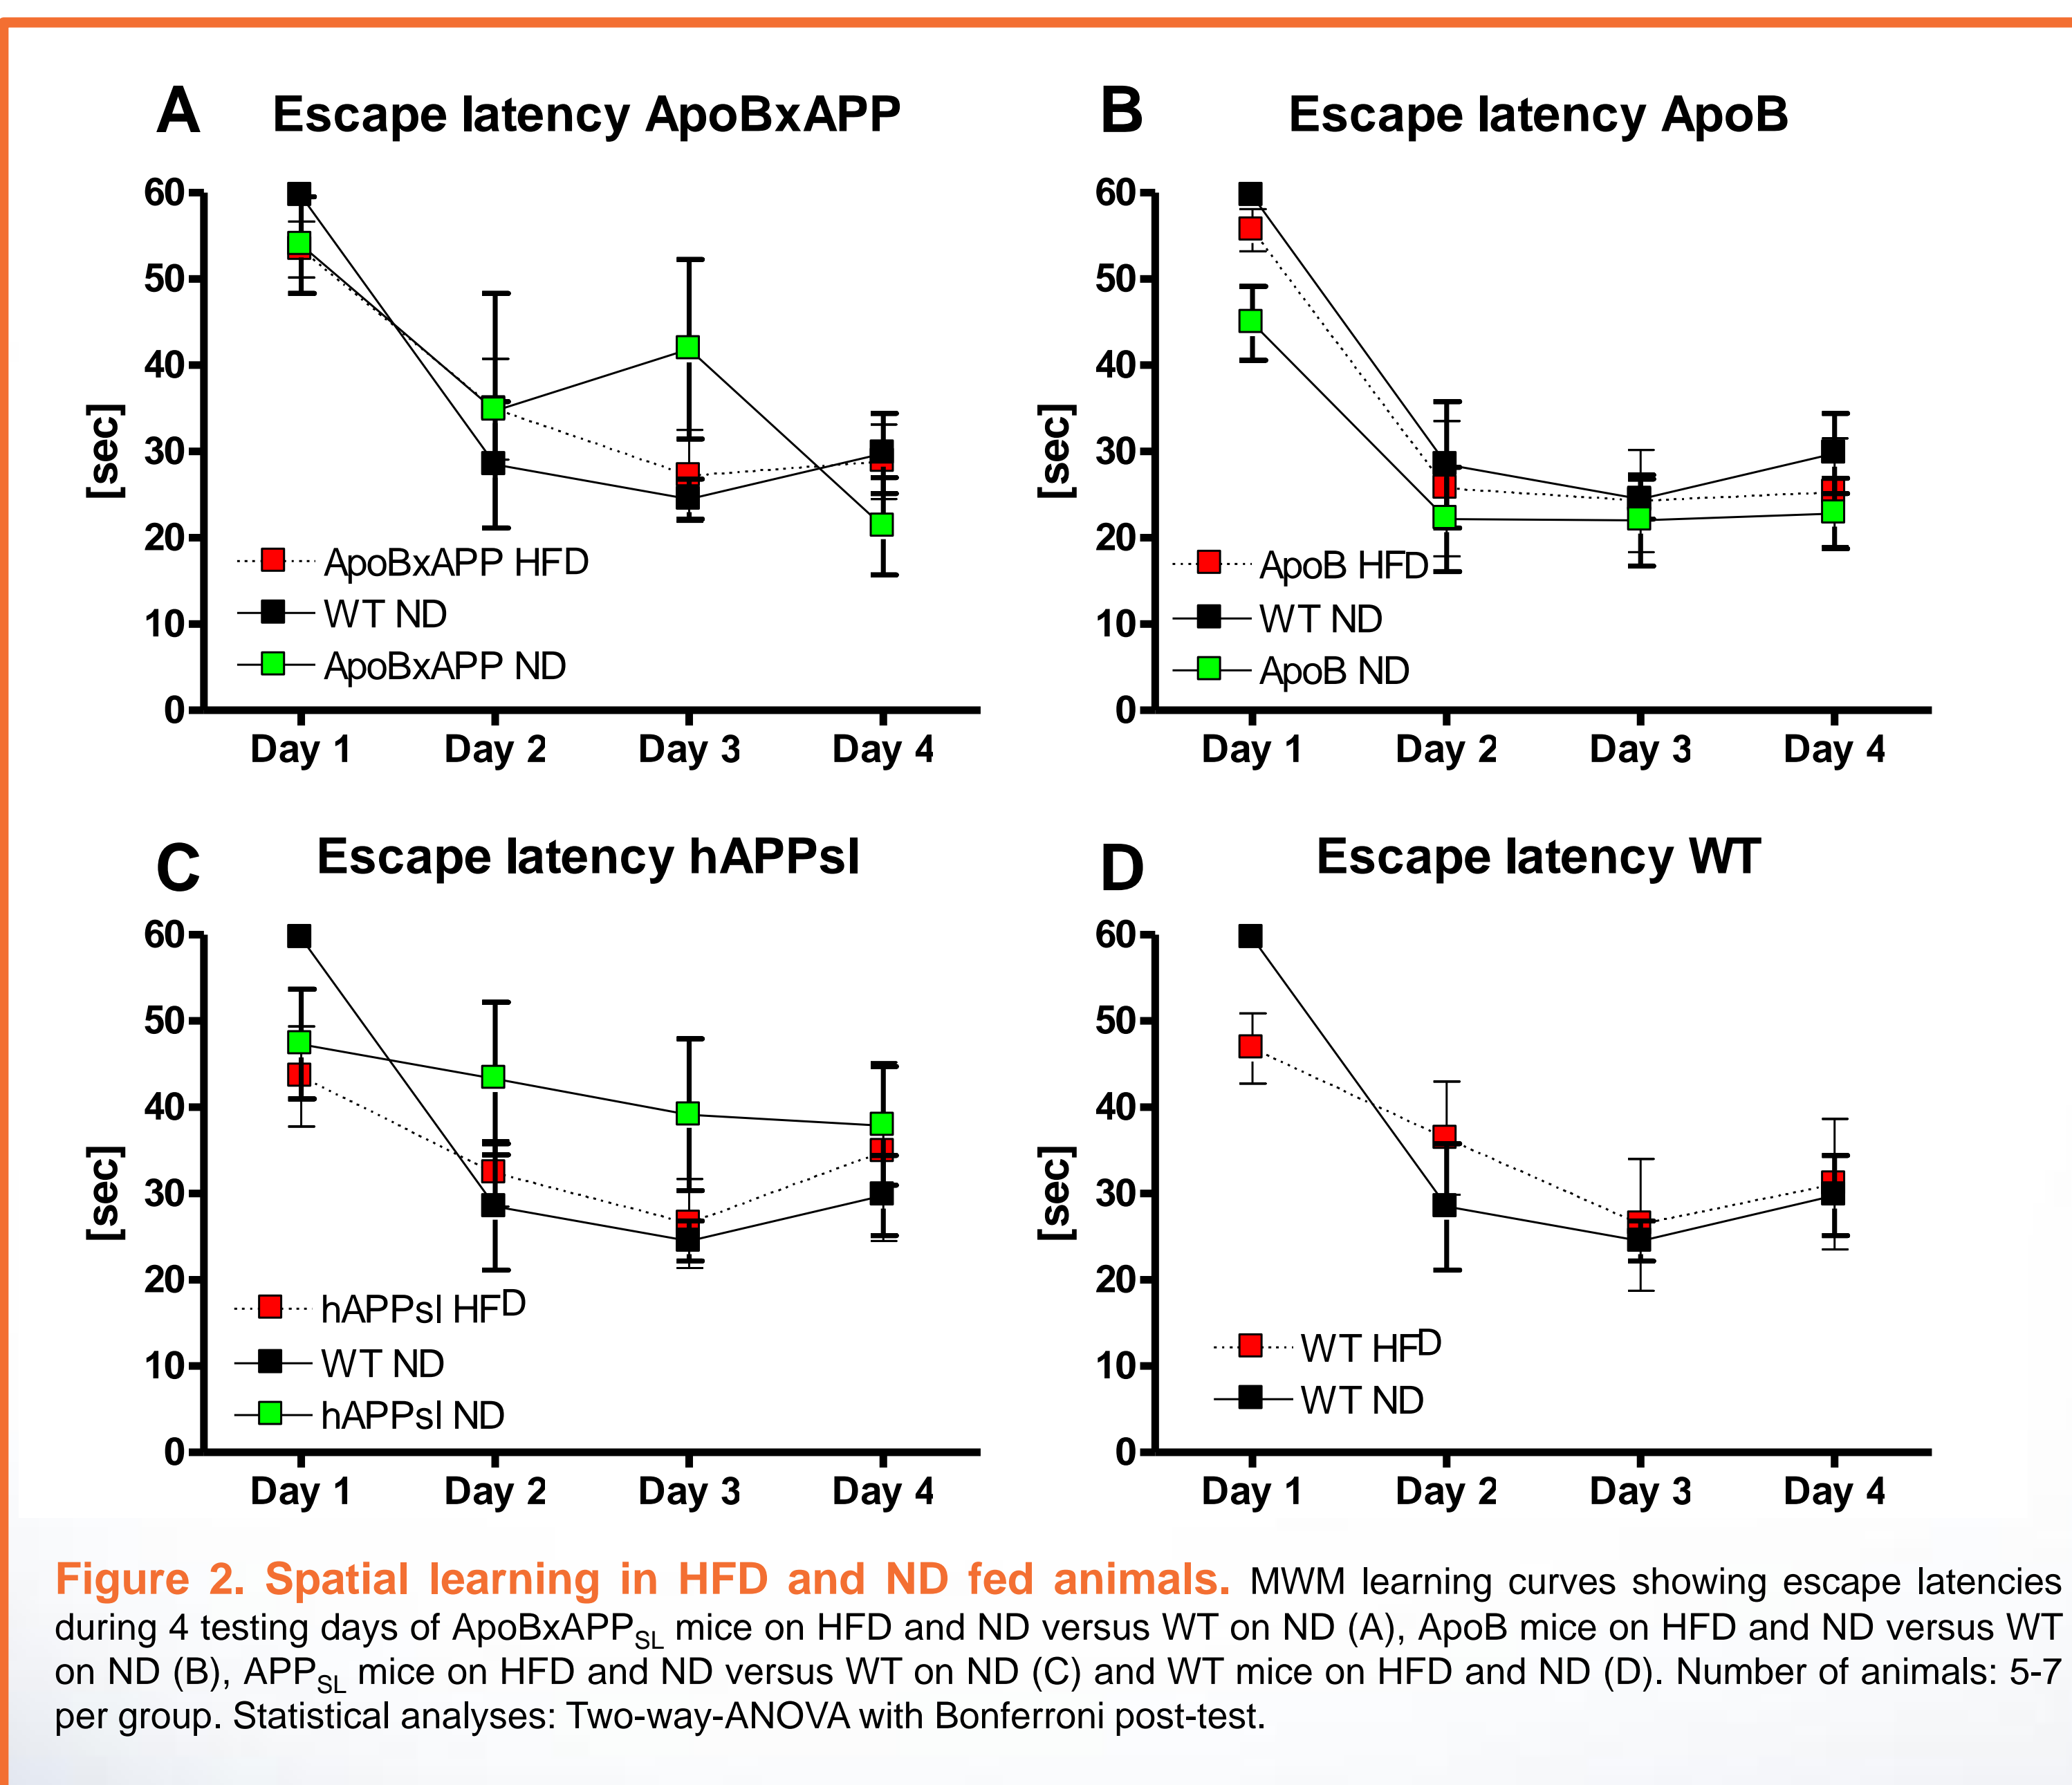 A Escape latency ApoBxAPP
60
50
40
30
20
10
0
[sec]
ApoBxAPP HFD
WT ND
ApoBxAPP ND
Day 1 Day 2 Day 3 Day 4
B Escape latency ApoB
60
50
40
30
20
10
0
[sec]
ApoB HFD
WT ND
ApoB ND
Day 1 Day 2 Day 3 Day 4
C Escape latency hAPPsl
60
50
40
30
20
10
0
[sec]
hAPPsl HFD
WT ND
hAPPsl ND
Day 1 Day 2 Day 3 Day 4
D Escape latency WT
60
50
40
30
20
10
0
[sec]
WT HFD
WT ND
Day 1 Day 2 Day 3 Day 4
Figure 2. Spatial learning in HFD and ND fed animals. MWM learning curves showing escape latencies
during 4 testing days of ApoBxAPPSL mice on HFD and ND versus WT on ND (A), ApoB mice on HFD and ND versus WT
on ND (B), APPSL mice on HFD and ND versus WT on ND (C) and WT mice on HFD and ND (D). Number of animals: 5-7
per group. Statistical analyses: Two-way-ANOVA with Bonferroni post-test.